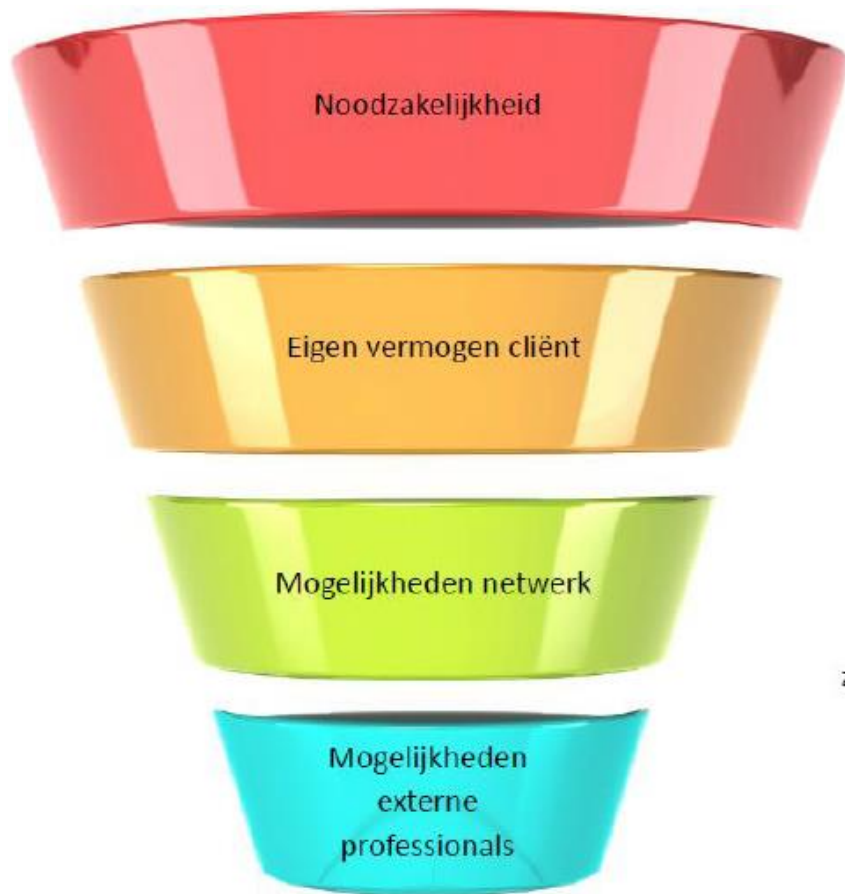 Noodzakelijkheid
Eigen vermogen cliënt
Mogelijkheden netwerk
Mogelijkheden
externe
professionals